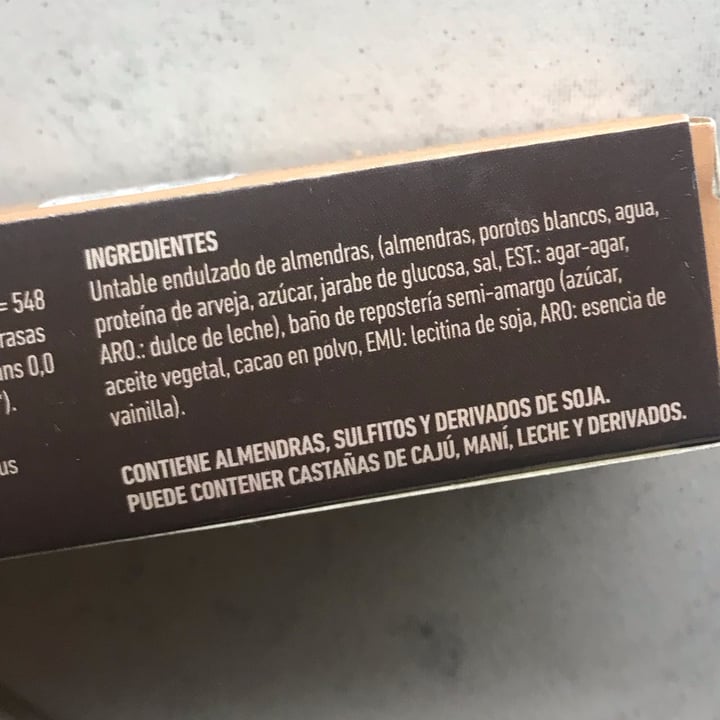 = 548
rasas
ans 0,0
").
us
INGREDIENTES
Untable endulzado de almendras, (almendras, porotos blancos, agua,
proteína de arveja, azúcar, jarabe de glucosa, sal, EST.: agar-agar,
ARO.: dulce de leche), baño de repostería semi-amargo (azúcar,
aceite vegetal, cacao en polvo, EMU: lecitina de soja, ARO: esencia de
vainilla).
CONTIENE ALMENDRAS, SULFITOS Y DERIVADOS DE SOJA.
PUEDE CONTENER CASTAÑAS DE CAJÚ, MANÍ, LECHE Y DERIVADOS.